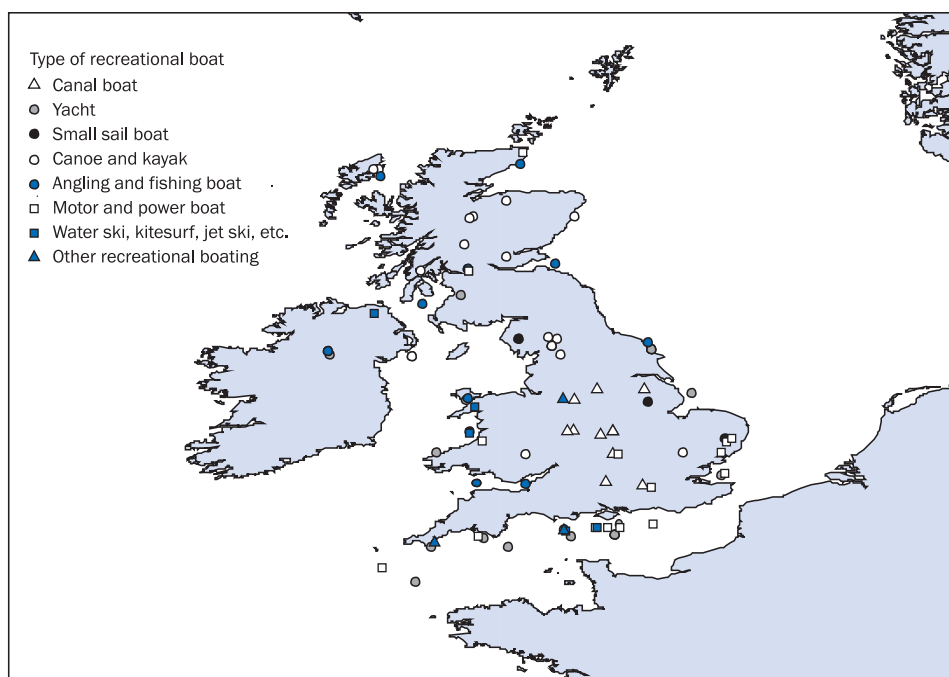 Type of recreational boat
Canal boat
Yacht
Small sail boat
Canoe and kayak
Angling and fishing boat
Motor and power boat
Water ski, kitesurf, jet ski, etc.
Other recreational boating